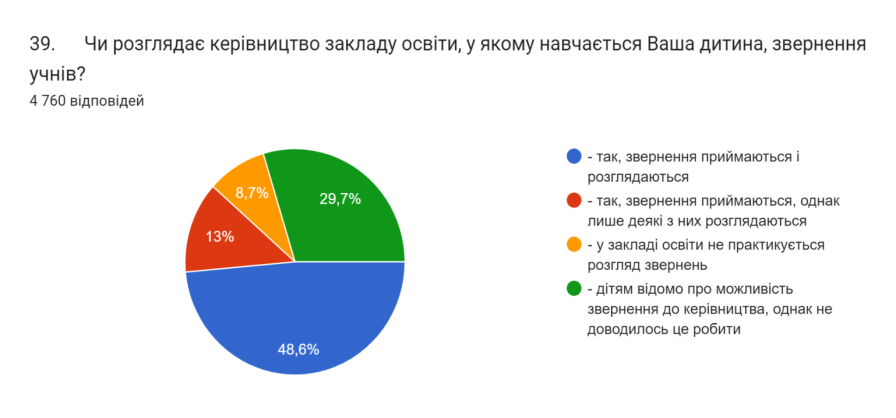 39. Чи розглядає керівництво закладу освіти, у якому навчається Ваша дитина, звернення
учнів?
4 760 відповідей
29,7%
8,7%
13%
48,6%
- так, звернення приймаються і
розглядаються
- так, звернення приймаються, однак
лише деякі з них розглядаються
- у закладі освіти не практикується
розгляд звернень
- дітям відомо про можливість
звернення до керівництва, однак не
доводилось це робити